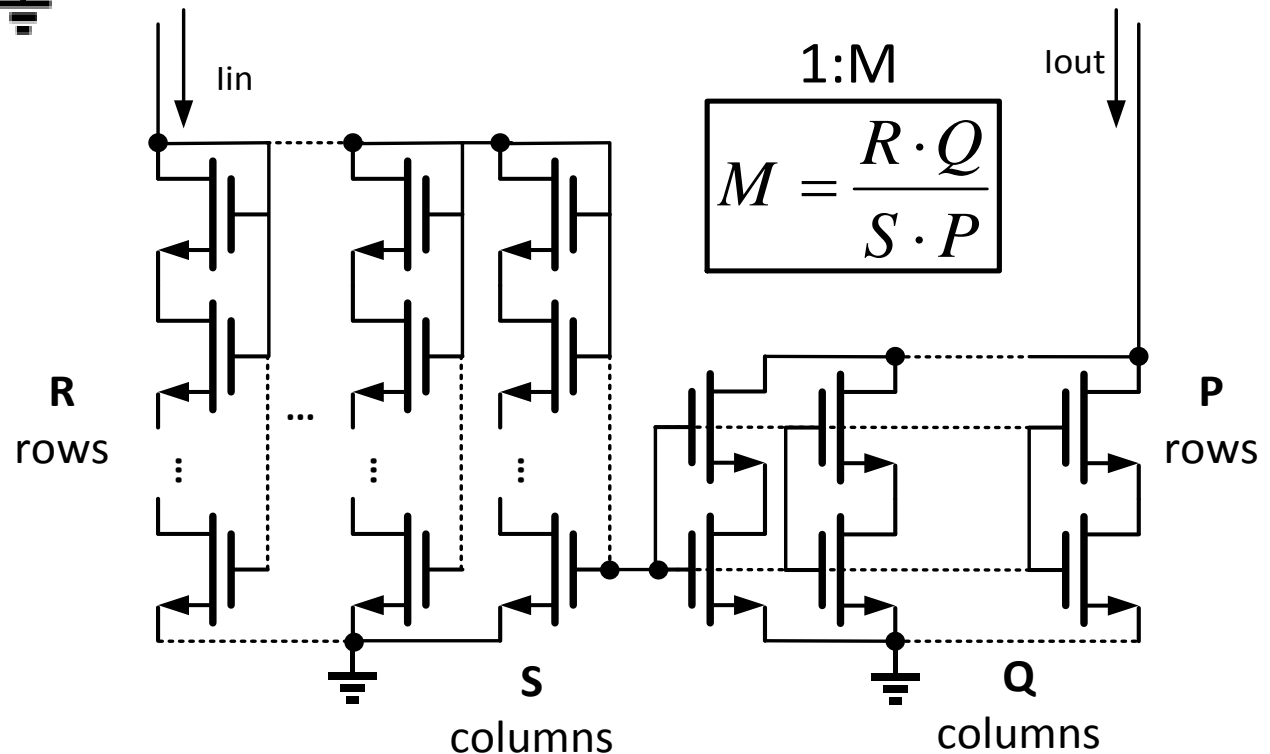 Iin
1:M
Iout
M = R · Q / S · P
R
rows
...
...
...
...
P
rows
S
columns
Q
columns